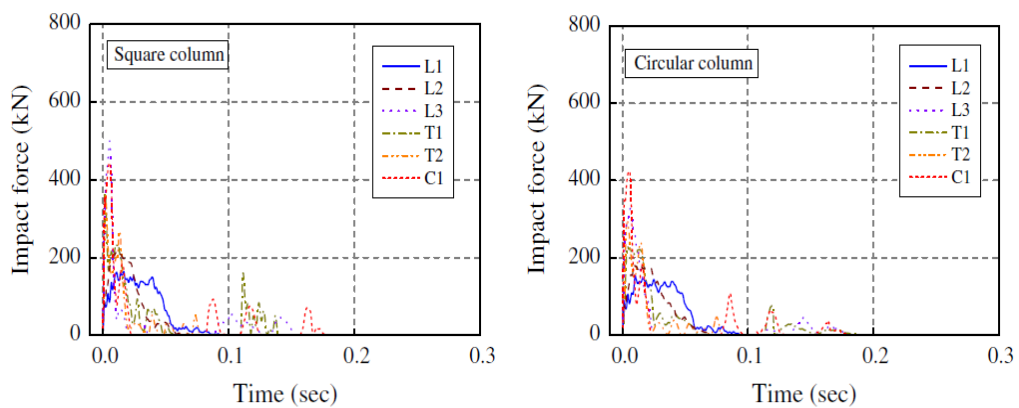 800
600
400
200
0
Impact force (kN)
Square column
L1
L2
L3
T1
T2
C1
0.0
0.1
0.2
0.3
Time (sec)
800
600
400
200
0
Impact force (kN)
Circular column
L1
L2
L3
T1
T2
C1
0.0
0.1
0.2
0.3
Time (sec)